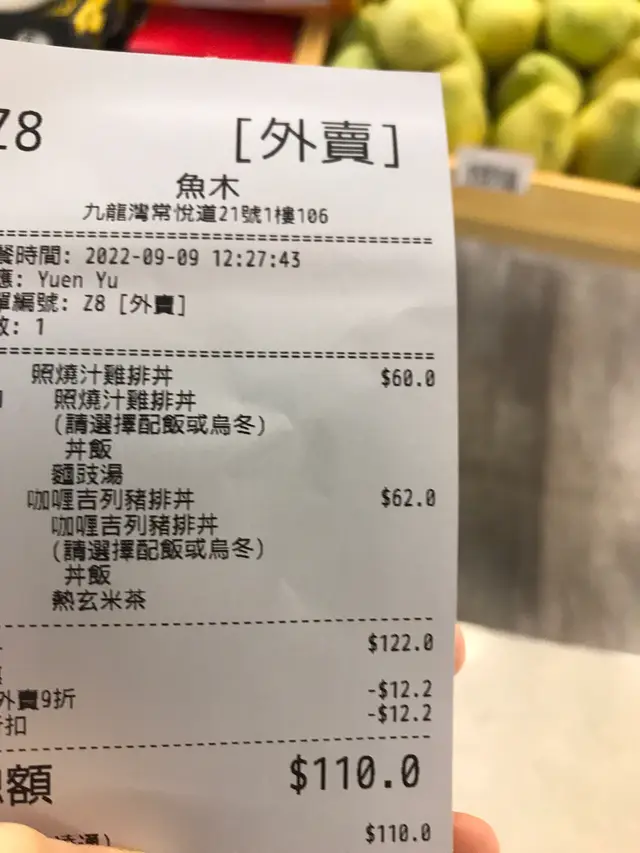 Z8 [外賣]
魚木
九龍灣常悅道21號1樓106
餐時間: 2022-09-09 12:27:43
應: Yuen Yu
單編號: Z8 [外賣]
數: 1
照燒汁雞排丼 $60.0
照燒汁雞排丼
(請選擇配飯或烏冬)
丼飯
麵豉湯
咖喱吉列豬排丼 $62.0
咖喱吉列豬排丼
(請選擇配飯或烏冬)
丼飯
熱玄米茶
$122.0
外賣9折 -$12.2
折扣 -$12.2
總額 $110.0
$110.0